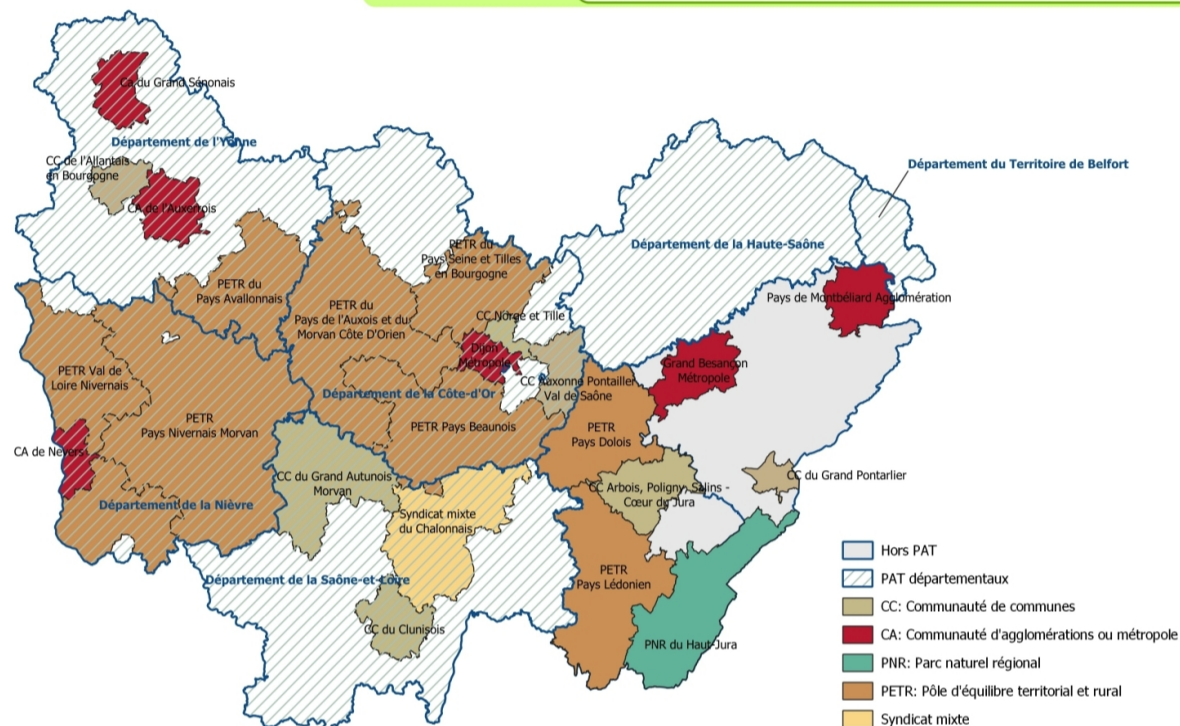 Ca du Grand Sénonais
Département de l'Yonne
CC de l'Allantais
en Bourgogne
CA de l'Auxerrois
Département du Territoire de Belfort
Département de la Haute-Saône
PETR du
Pays Seine et Tilles
en Bourgogne
PETR du
Pays Avallonnais
PETR du
Pays de l'Auxois et du
Morvan Côte D'Orien
CC Norge et Tille
Pays de Montbéliard Agglomération
Dijon
Métropole
Grand Besançon
Métropole
PETR Val de
Loire Nivernais
CC Auxonne Pontailler
Val de Saône
Département de la Côte-d'Or
PETR
Pays Nivernais Morvan
PETR Pays Beaunois
PETR
Pays Dolois
CA de Nevers
CC du Grand Autunois
Morvan
CC Arbois, Poligny, Salins -
Cœur du Jura
CC du Grand Pontarlier
Département de la Nièvre
Syndicat mixte
du Chalonnais
Département de la Saône-et-Loire
PETR
Pays Lédonien
CC du Clunisois
PNR du Haut-Jura
Hors PAT
PAT départementaux
CC: Communauté de communes
CA: Communauté d'agglomérations ou métropole
PNR: Parc naturel régional
PETR: Pôle d'équilibre territorial et rural
Syndicat mixte